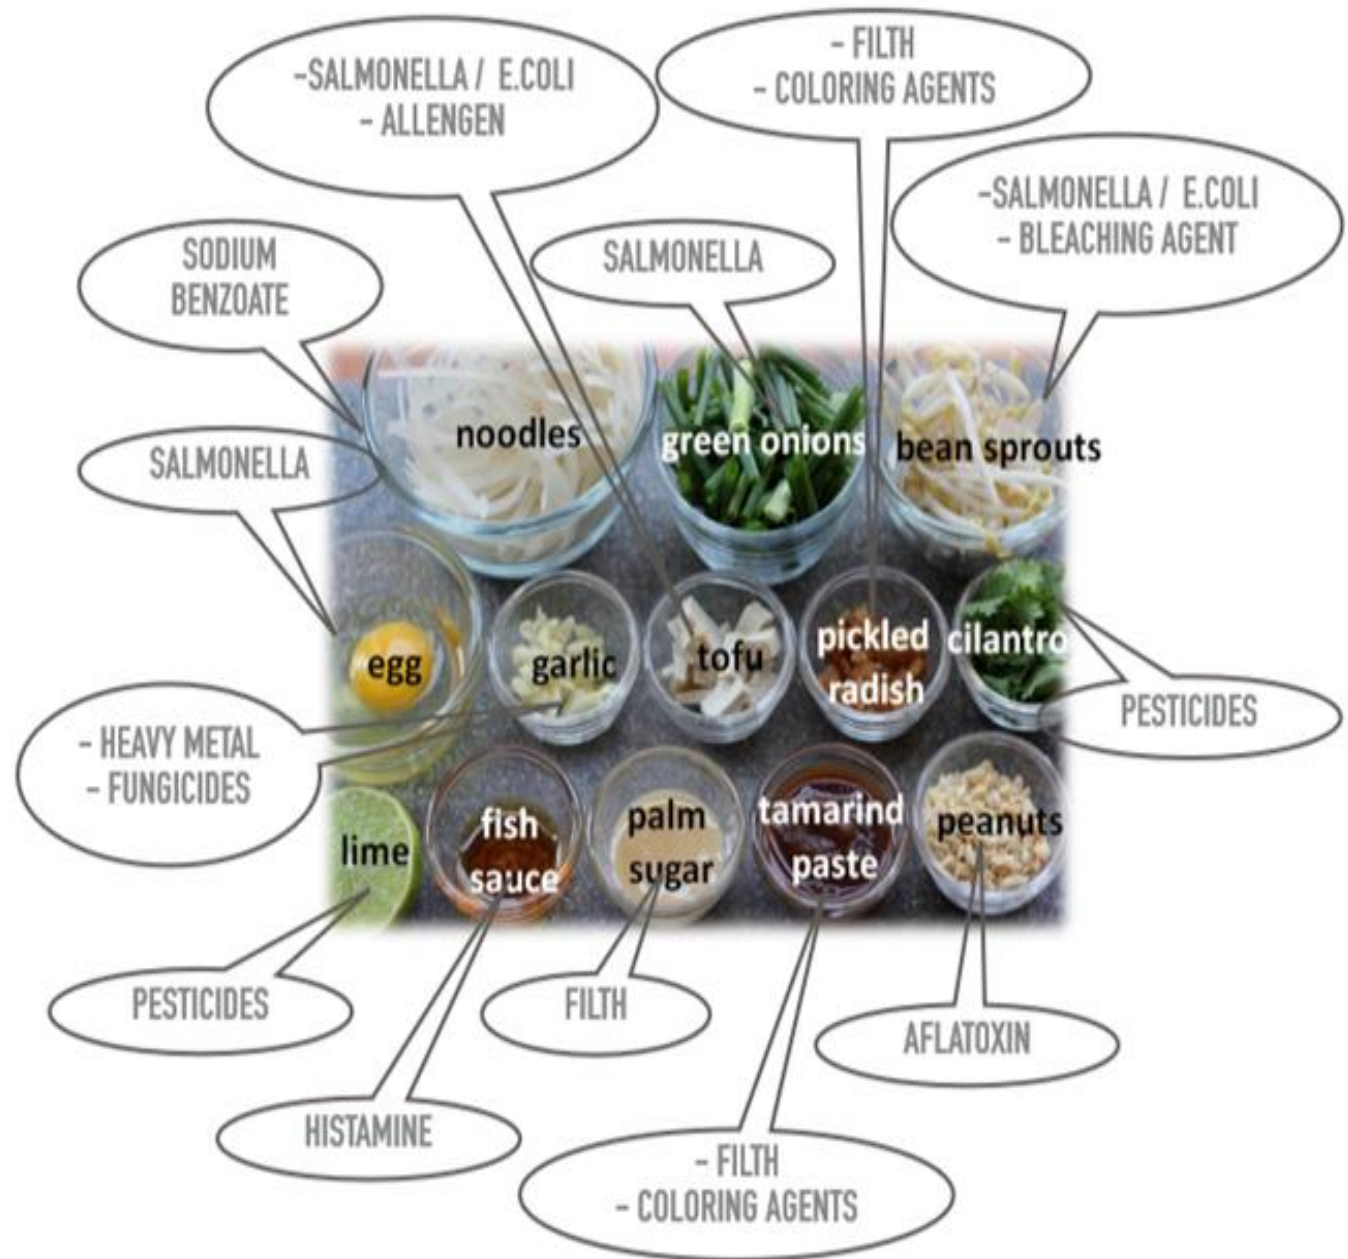 -SALMONELLA / E.COLI
- ALLENGEN
- FILTH
- COLORING AGENTS
-SALMONELLA / E.COLI
- BLEACHING AGENT
SODIUM
BENZOATE
SALMONELLA
SALMONELLA
noodles
green onions
bean sprouts
egg
garlic
tofu
pickled
radish
cilantro
- HEAVY METAL
- FUNGICIDES
PESTICIDES
lime
fish
sauce
palm
sugar
tamarind
paste
peanuts
PESTICIDES
FILTH
AFLATOXIN
HISTAMINE
- FILTH
- COLORING AGENTS